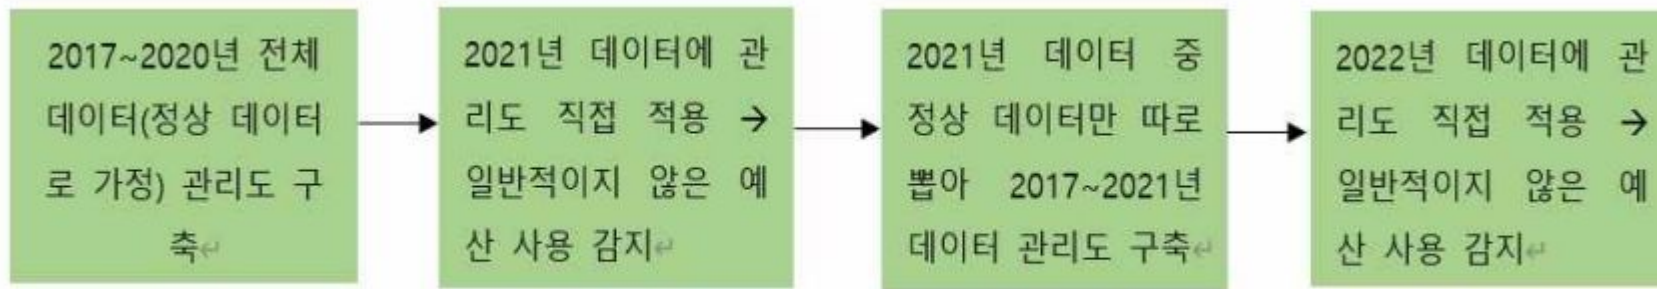 2017~2020년 전체
데이터(정상 데이터
로 가정) 관리도 구
축↵
2021년 데이터에 관
리도 직접 적용 →
일반적이지 않은 예
산 사용 감지↵
2021년 데이터 중
정상 데이터만 따로
뽑아 2017~2021년
데이터 관리도 구축↵
2022년 데이터에 관
리도 직접 적용 →
일반적이지 않은 예
산 사용 감지↵